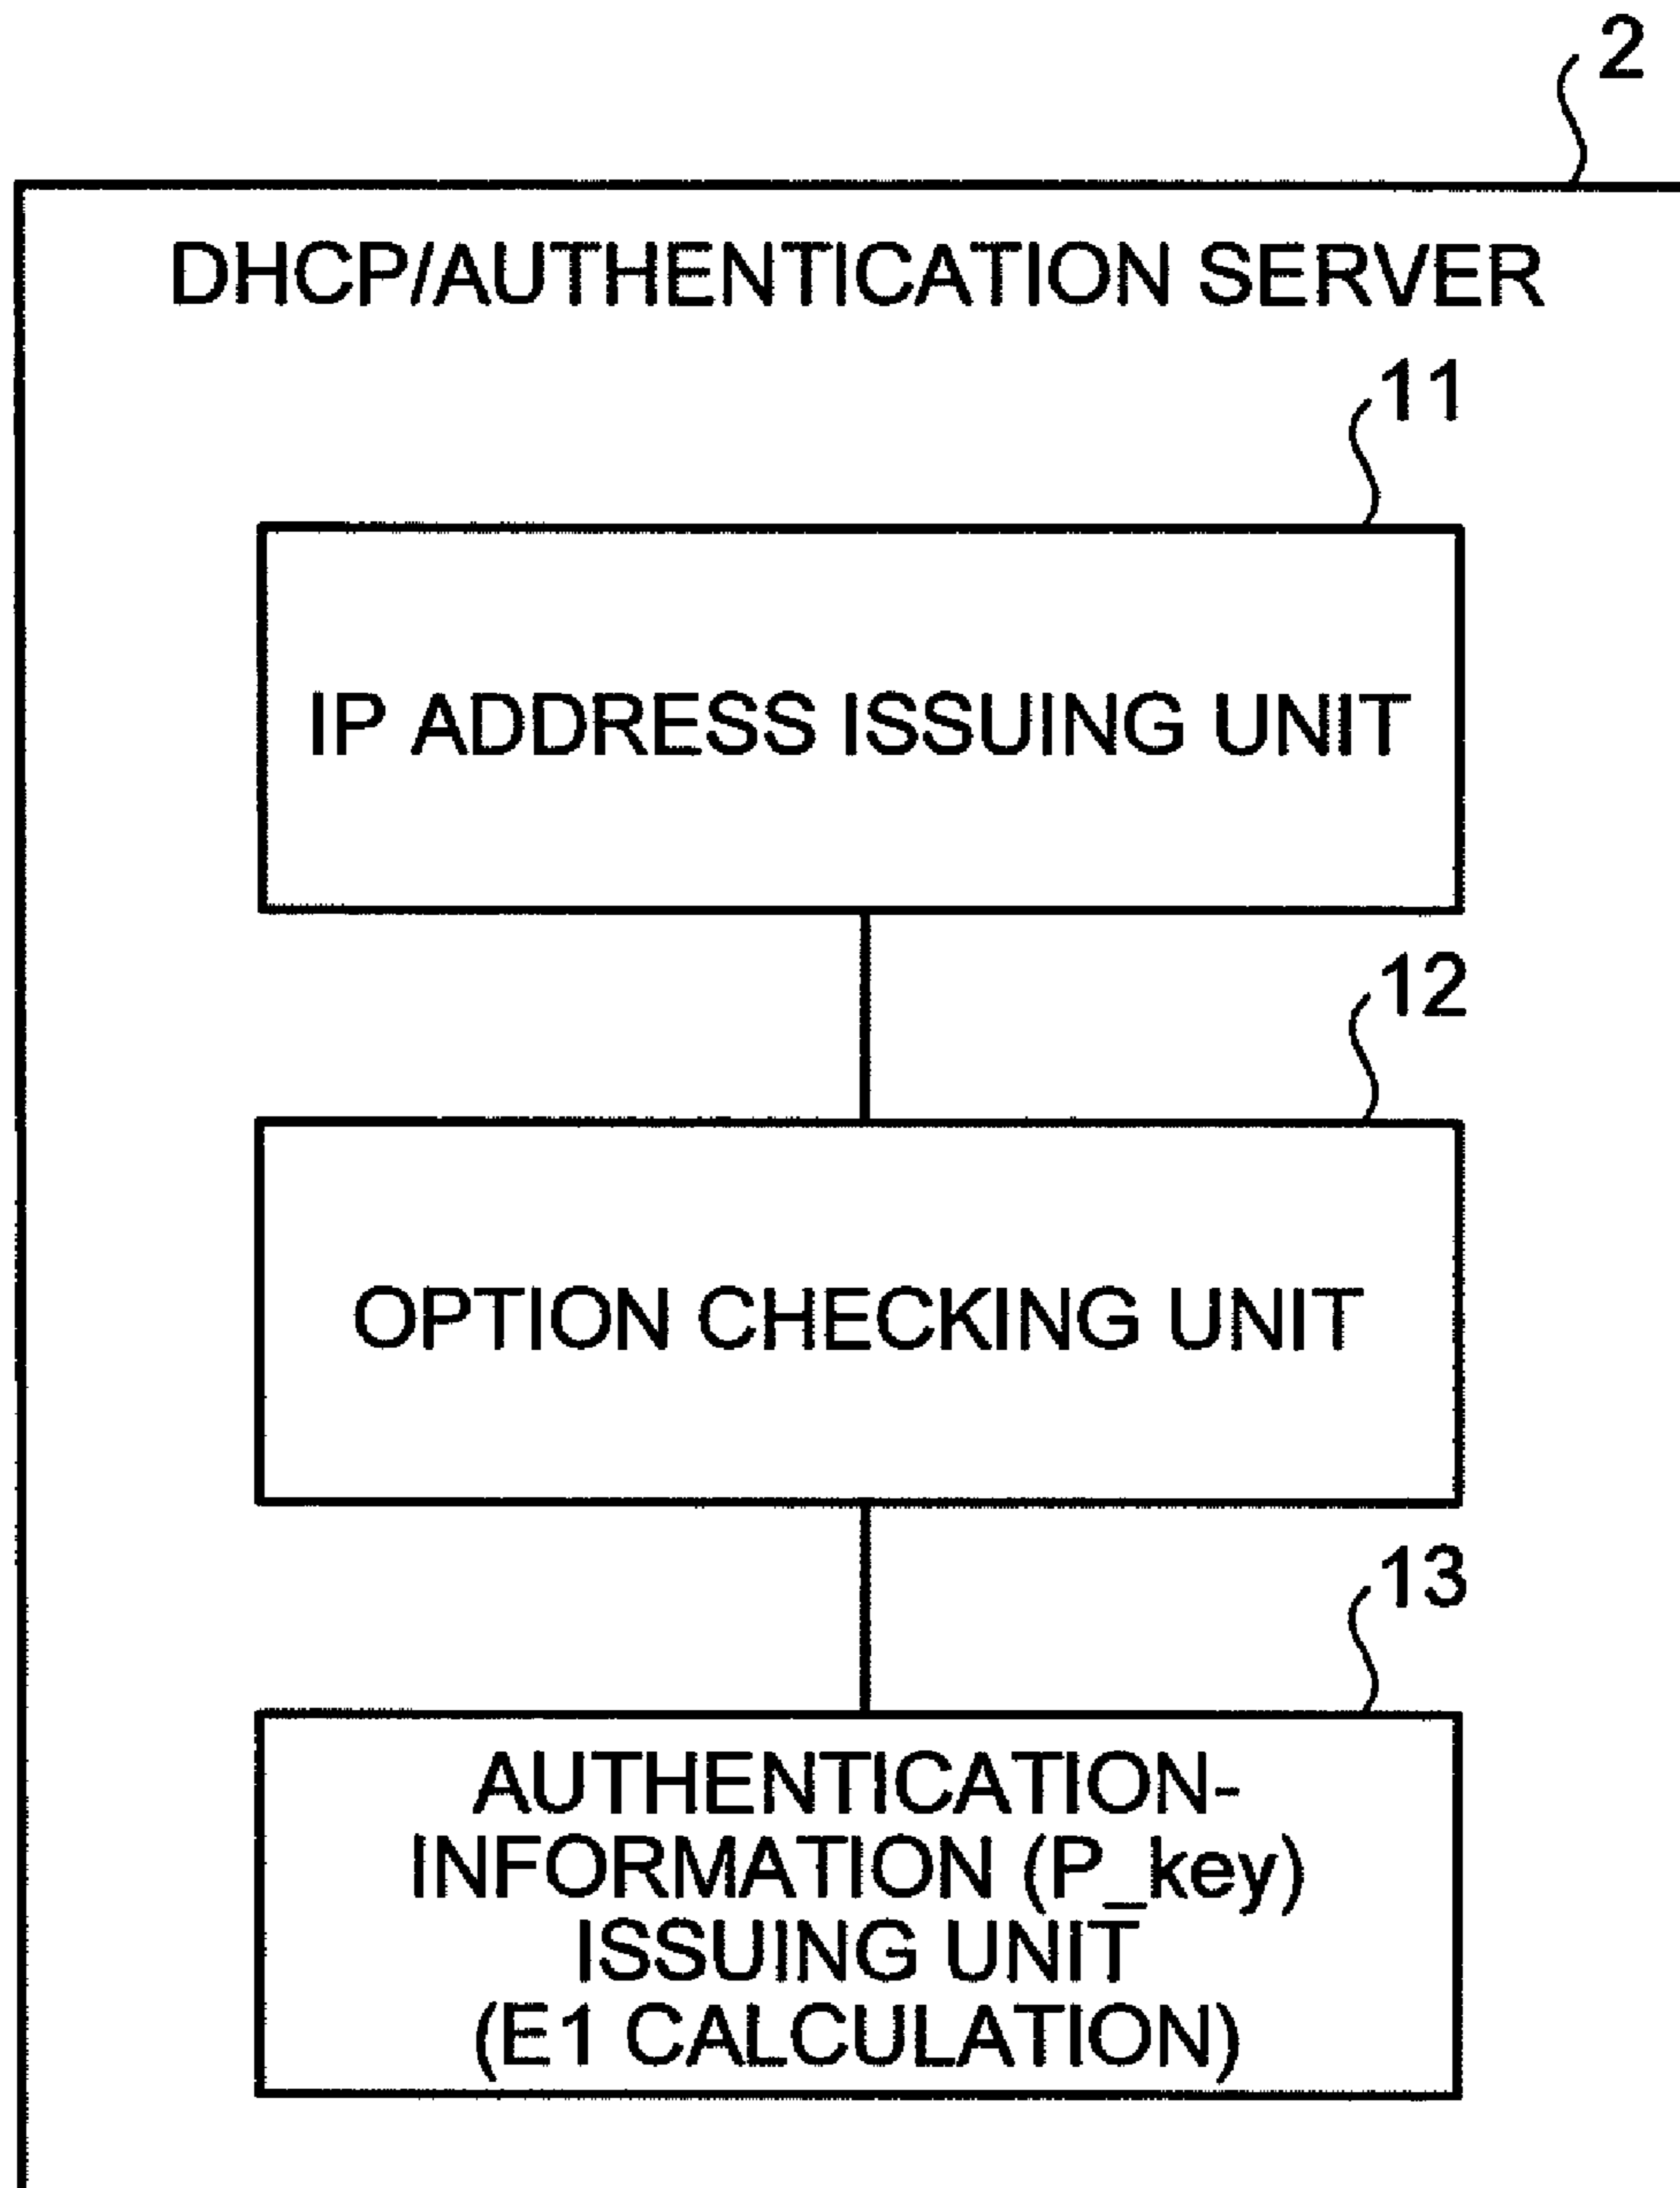 2
DHCP/AUTHENTICATION SERVER
11
IP ADDRESS ISSUING UNIT
12
OPTION CHECKING UNIT
13
AUTHENTICATION-
INFORMATION (P_key)
ISSUING UNIT
(E1 CALCULATION)